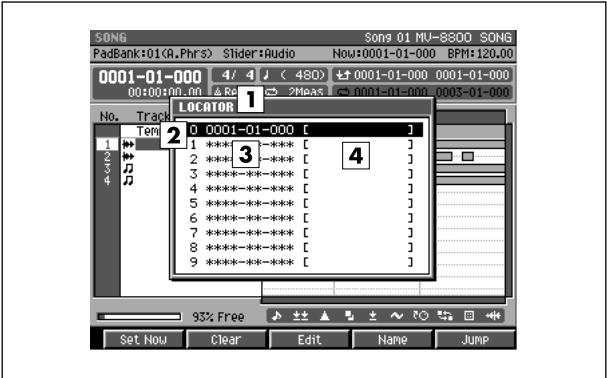 SONG Song 01 MV-8800 SONG
PadBank:01(A.Phrs) Slider:Audio Now:0001-01-000 BPM:120.00
0001-01-000 4/ 4 ♪ ( 480) 0001-01-000 0001-01-000
00:00:00.00 Re 2Meas 0001-01-000 0003-01-000
1
LOCATOR
No. Track
Tem 2 0 0001-01-000 [ ]
1 1 ****-**-*** [ ]
3 4
2 2 ****-**-*** [ ]
3 3 ****-**-*** [ ]
4 4 ****-**-*** [ ]
5 ****-**-*** [ ]
6 ****-**-*** [ ]
7 ****-**-*** [ ]
8 ****-**-*** [ ]
9 ****-**-*** [ ]
93% Free
Set Now Clear Edit Name Jump